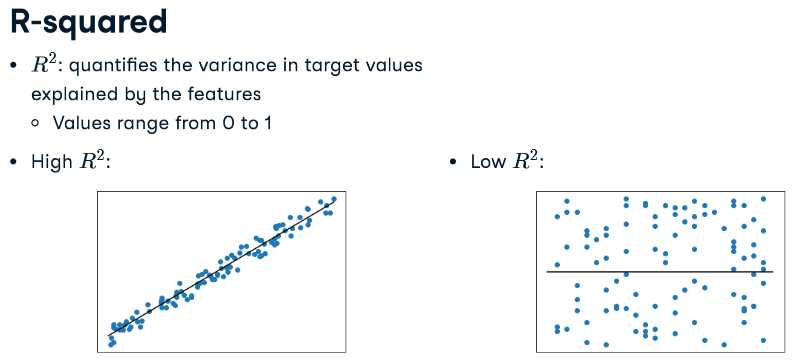 R-squared
• R²: quantifies the variance in target values
explained by the features
○ Values range from 0 to 1
• High R²:
• Low R²: